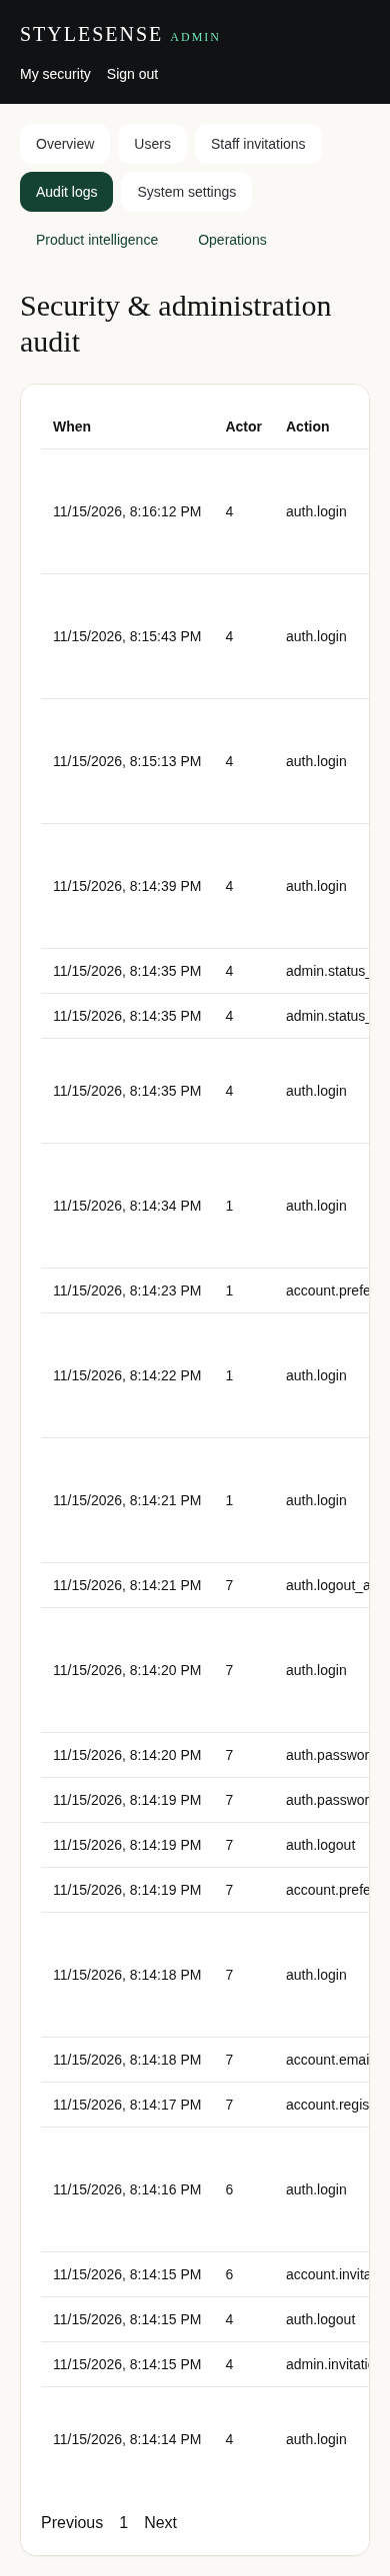 STYLESENSE ADMIN
My security Sign out
Overview Users Staff invitations
Audit logs System settings
Product intelligence Operations
Security & administration
audit
When Actor Action
11/15/2026, 8:16:12 PM 4 auth.login
11/15/2026, 8:15:43 PM 4 auth.login
11/15/2026, 8:15:13 PM 4 auth.login
11/15/2026, 8:14:39 PM 4 auth.login
11/15/2026, 8:14:35 PM 4 admin.status_
11/15/2026, 8:14:35 PM 4 admin.status_
11/15/2026, 8:14:35 PM 4 auth.login
11/15/2026, 8:14:34 PM 1 auth.login
11/15/2026, 8:14:23 PM 1 account.prefe
11/15/2026, 8:14:22 PM 1 auth.login
11/15/2026, 8:14:21 PM 1 auth.login
11/15/2026, 8:14:21 PM 7 auth.logout_a
11/15/2026, 8:14:20 PM 7 auth.login
11/15/2026, 8:14:20 PM 7 auth.passwor
11/15/2026, 8:14:19 PM 7 auth.passwor
11/15/2026, 8:14:19 PM 7 auth.logout
11/15/2026, 8:14:19 PM 7 account.prefe
11/15/2026, 8:14:18 PM 7 auth.login
11/15/2026, 8:14:18 PM 7 account.emai
11/15/2026, 8:14:17 PM 7 account.regis
11/15/2026, 8:14:16 PM 6 auth.login
11/15/2026, 8:14:15 PM 6 account.invita
11/15/2026, 8:14:15 PM 4 auth.logout
11/15/2026, 8:14:15 PM 4 admin.invitati
11/15/2026, 8:14:14 PM 4 auth.login
Previous 1 Next